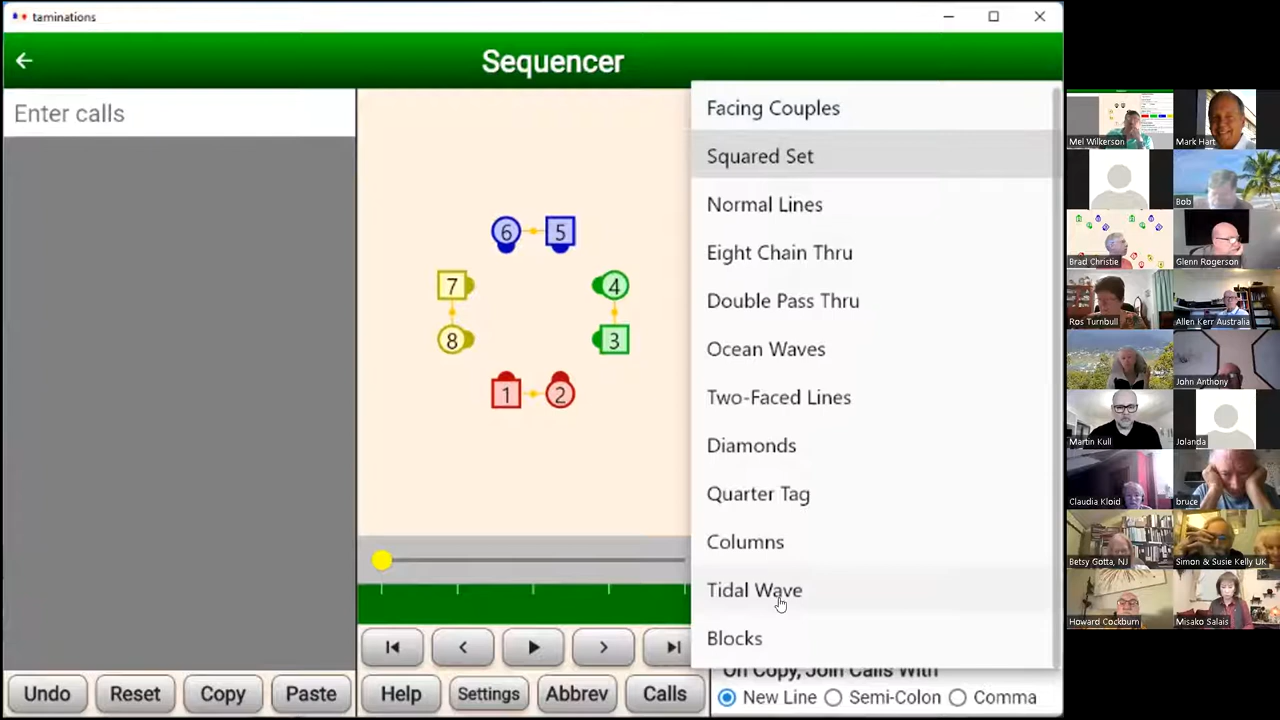 taminations
Sequencer
Enter calls
6 5
7 4
8 3
1 2
Undo Reset Copy Paste
Help Settings Abbrev Calls
Facing Couples
Squared Set
Normal Lines
Eight Chain Thru
Double Pass Thru
Ocean Waves
Two-Faced Lines
Diamonds
Quarter Tag
Columns
Tidal Wave
Blocks
On Copy, Join Calls With
New Line Semi-Colon Comma
Mel Wilkerson Mark Hart
Bob
Brad Christie Glenn Rogerson
Ros Turnbull Allen Kerr Australia
John Anthony
Martin Kull Jolanda
Claudia Kloid bruce
Betsy Gotta, NJ Simon & Susie Kelly UK
Howard Cockburn Misako Salais